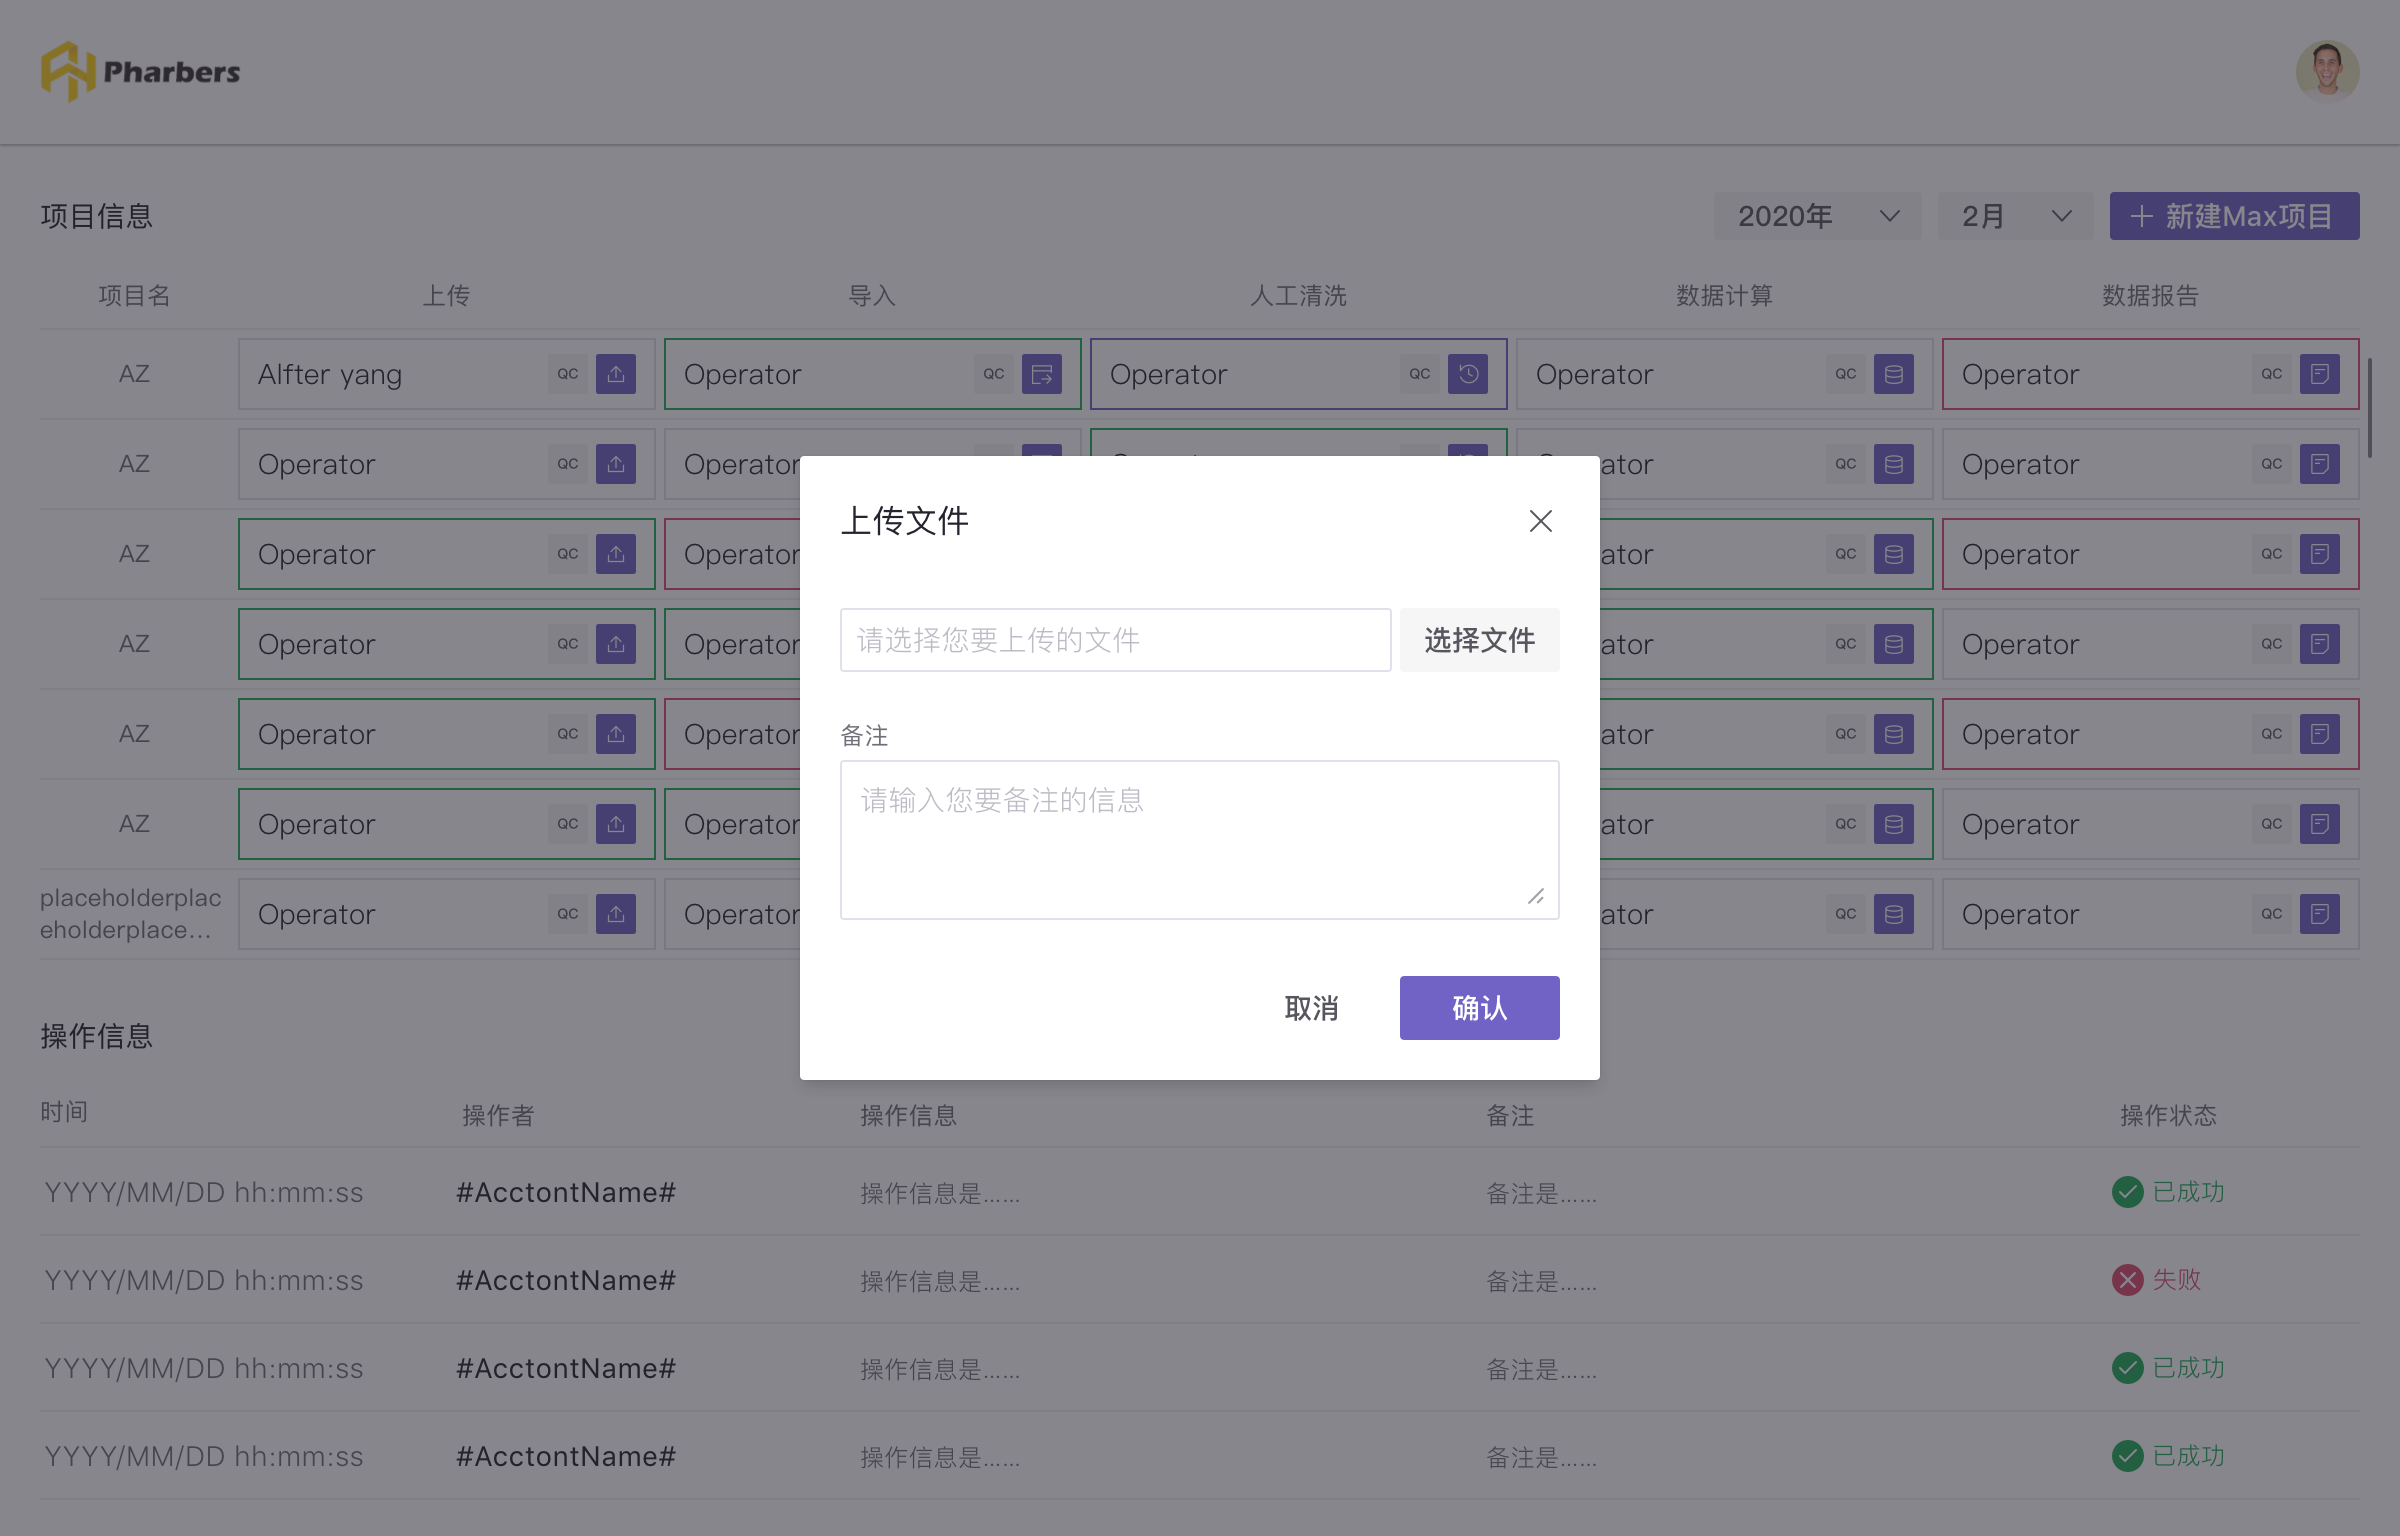 Pharbers
项目信息
2020年
2月
新建Max项目
项目名 上传 导入 人工清洗 数据计算 数据报告
AZ Alfter yang QC Operator QC Operator QC Operator QC Operator QC
AZ Operator QC Operator ator QC Operator QC
AZ Operator QC Operator ator QC Operator QC
AZ Operator QC Operator ator QC Operator QC
AZ Operator QC Operator ator QC Operator QC
AZ Operator QC Operator ator QC Operator QC
placeholderplac
eholderplace...
Operator QC Operator ator QC Operator QC
上传文件
请选择您要上传的文件
选择文件
备注
请输入您要备注的信息
取消
确认
操作信息
时间 操作者 操作信息 备注 操作状态
YYYY/MM/DD hh:mm:ss #AcctontName# 操作信息是...... 备注是...... 已成功
YYYY/MM/DD hh:mm:ss #AcctontName# 操作信息是...... 备注是...... 失败
YYYY/MM/DD hh:mm:ss #AcctontName# 操作信息是...... 备注是...... 已成功
YYYY/MM/DD hh:mm:ss #AcctontName# 操作信息是...... 备注是...... 已成功